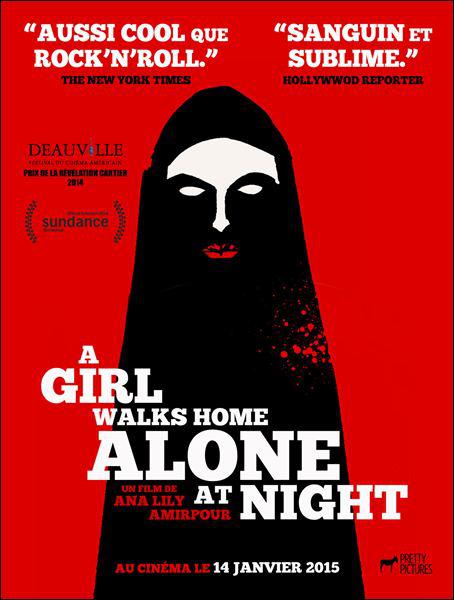 “AUSSI COOL QUE
ROCK’N’ROLL.”
THE NEW YORK TIMES
“SANGUIN ET
SUBLIME.”
HOLLYWWOD REPORTER
DEAUVILLE
FESTIVAL DU CINÉMA AMÉRICAIN
PRIX DE LA RÉVÉLATION CARTIER
2014
sundance
A
GIRL
WALKS HOME
ALONE
AT NIGHT
UN FILM DE
ANA LILY
AMIRPOUR
AU CINÉMA LE 14 JANVIER 2015
PRETTY
PICTURES